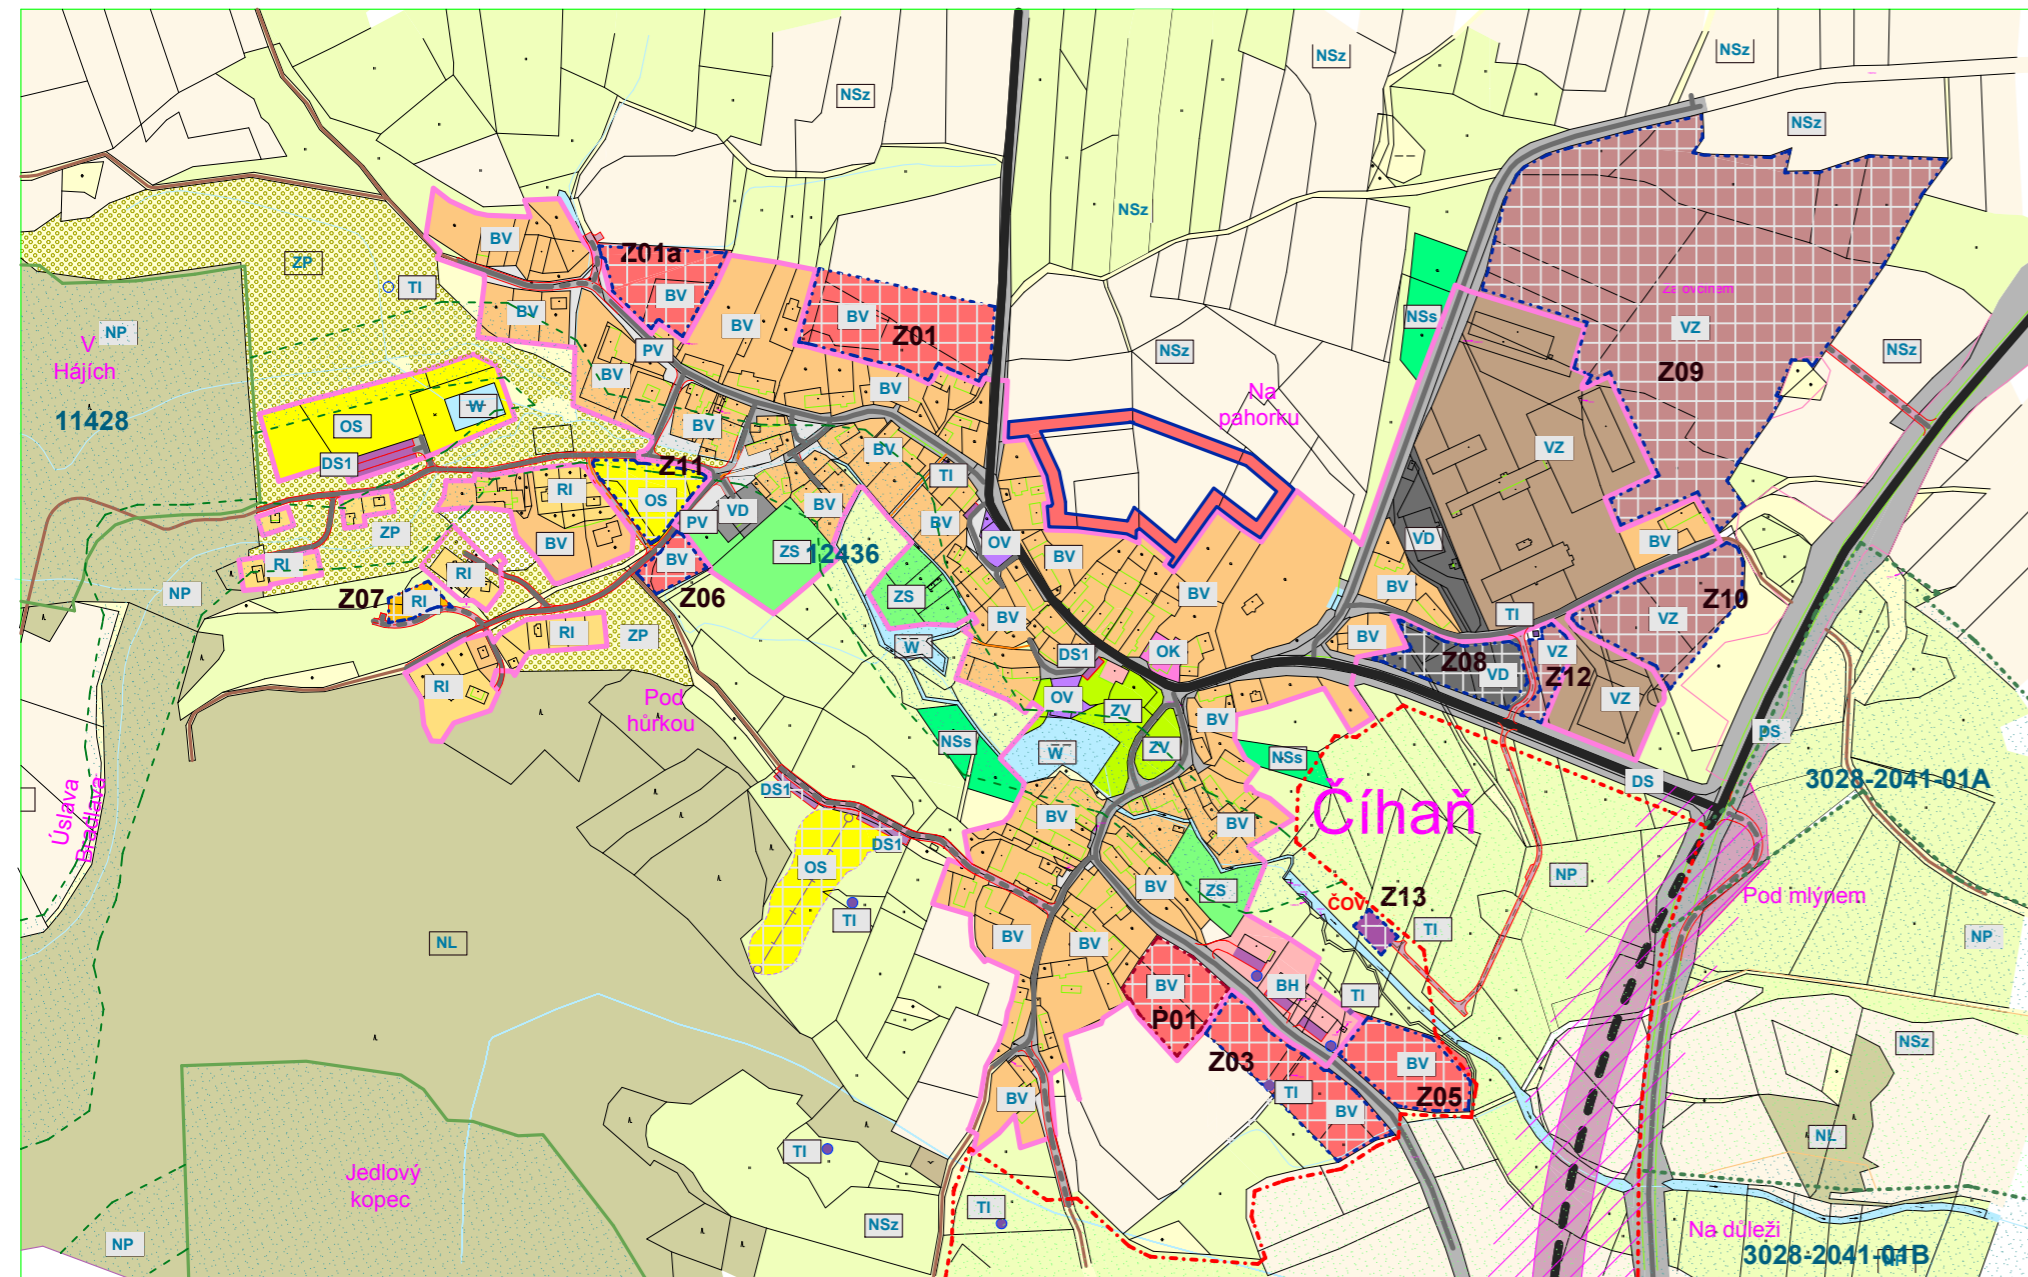 NSz
NSz
NSz
NSz
NSz
BV
Z01a
ZP
TI
BV
BV
BV
BV
Z01
NSs
Za ovčínem
VZ
NP
V
Hájích
PV
BV
BV
NSz
NSz
Z09
Na
pahorku
11428
OS
W
BV
BV
VZ
DS1
Z11
TI
RI
OS
BV
PV
VD
BV
OV
VD
BV
ZP
BV
BV
ZS
12436
BV
RI
RI
NP
Z07
RI
Z06
ZS
BV
BV
BV
TI
Z10
VZ
RI
ZP
W
DS1
OK
BV
Z08
VD
VZ
Z12
RI
Pod
hůrkou
OV
ZV
BV
VZ
NSs
W
ZV
NSs
DS
DS
3028-2041-01A
DS1
Úslava
Bradlava
BV
BV
Číhaň
DS1
OS
BV
ZS
NP
Pod mlýnem
TI
čov
Z13
TI
NL
BV
BV
NP
BV
BH
TI
P01
NSz
Z03
BV
TI
Z05
BV
BV
NL
TI
Jedlový
kopec
TI
NSz
NP
Na důleži
3028-2041-01B
NP